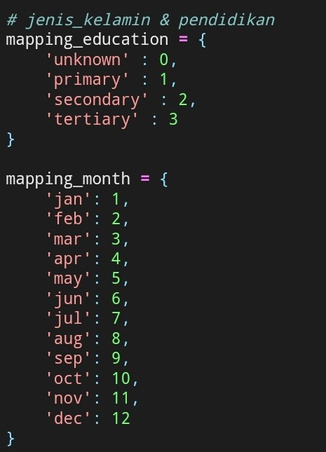 # jenis_kelamin & pendidikan
mapping_education = {
    'unknown' : 0,
    'primary' : 1,
    'secondary' : 2,
    'tertiary' : 3
}

mapping_month = {
    'jan': 1,
    'feb': 2,
    'mar': 3,
    'apr': 4,
    'may': 5,
    'jun': 6,
    'jul': 7,
    'aug': 8,
    'sep': 9,
    'oct': 10,
    'nov': 11,
    'dec': 12
}